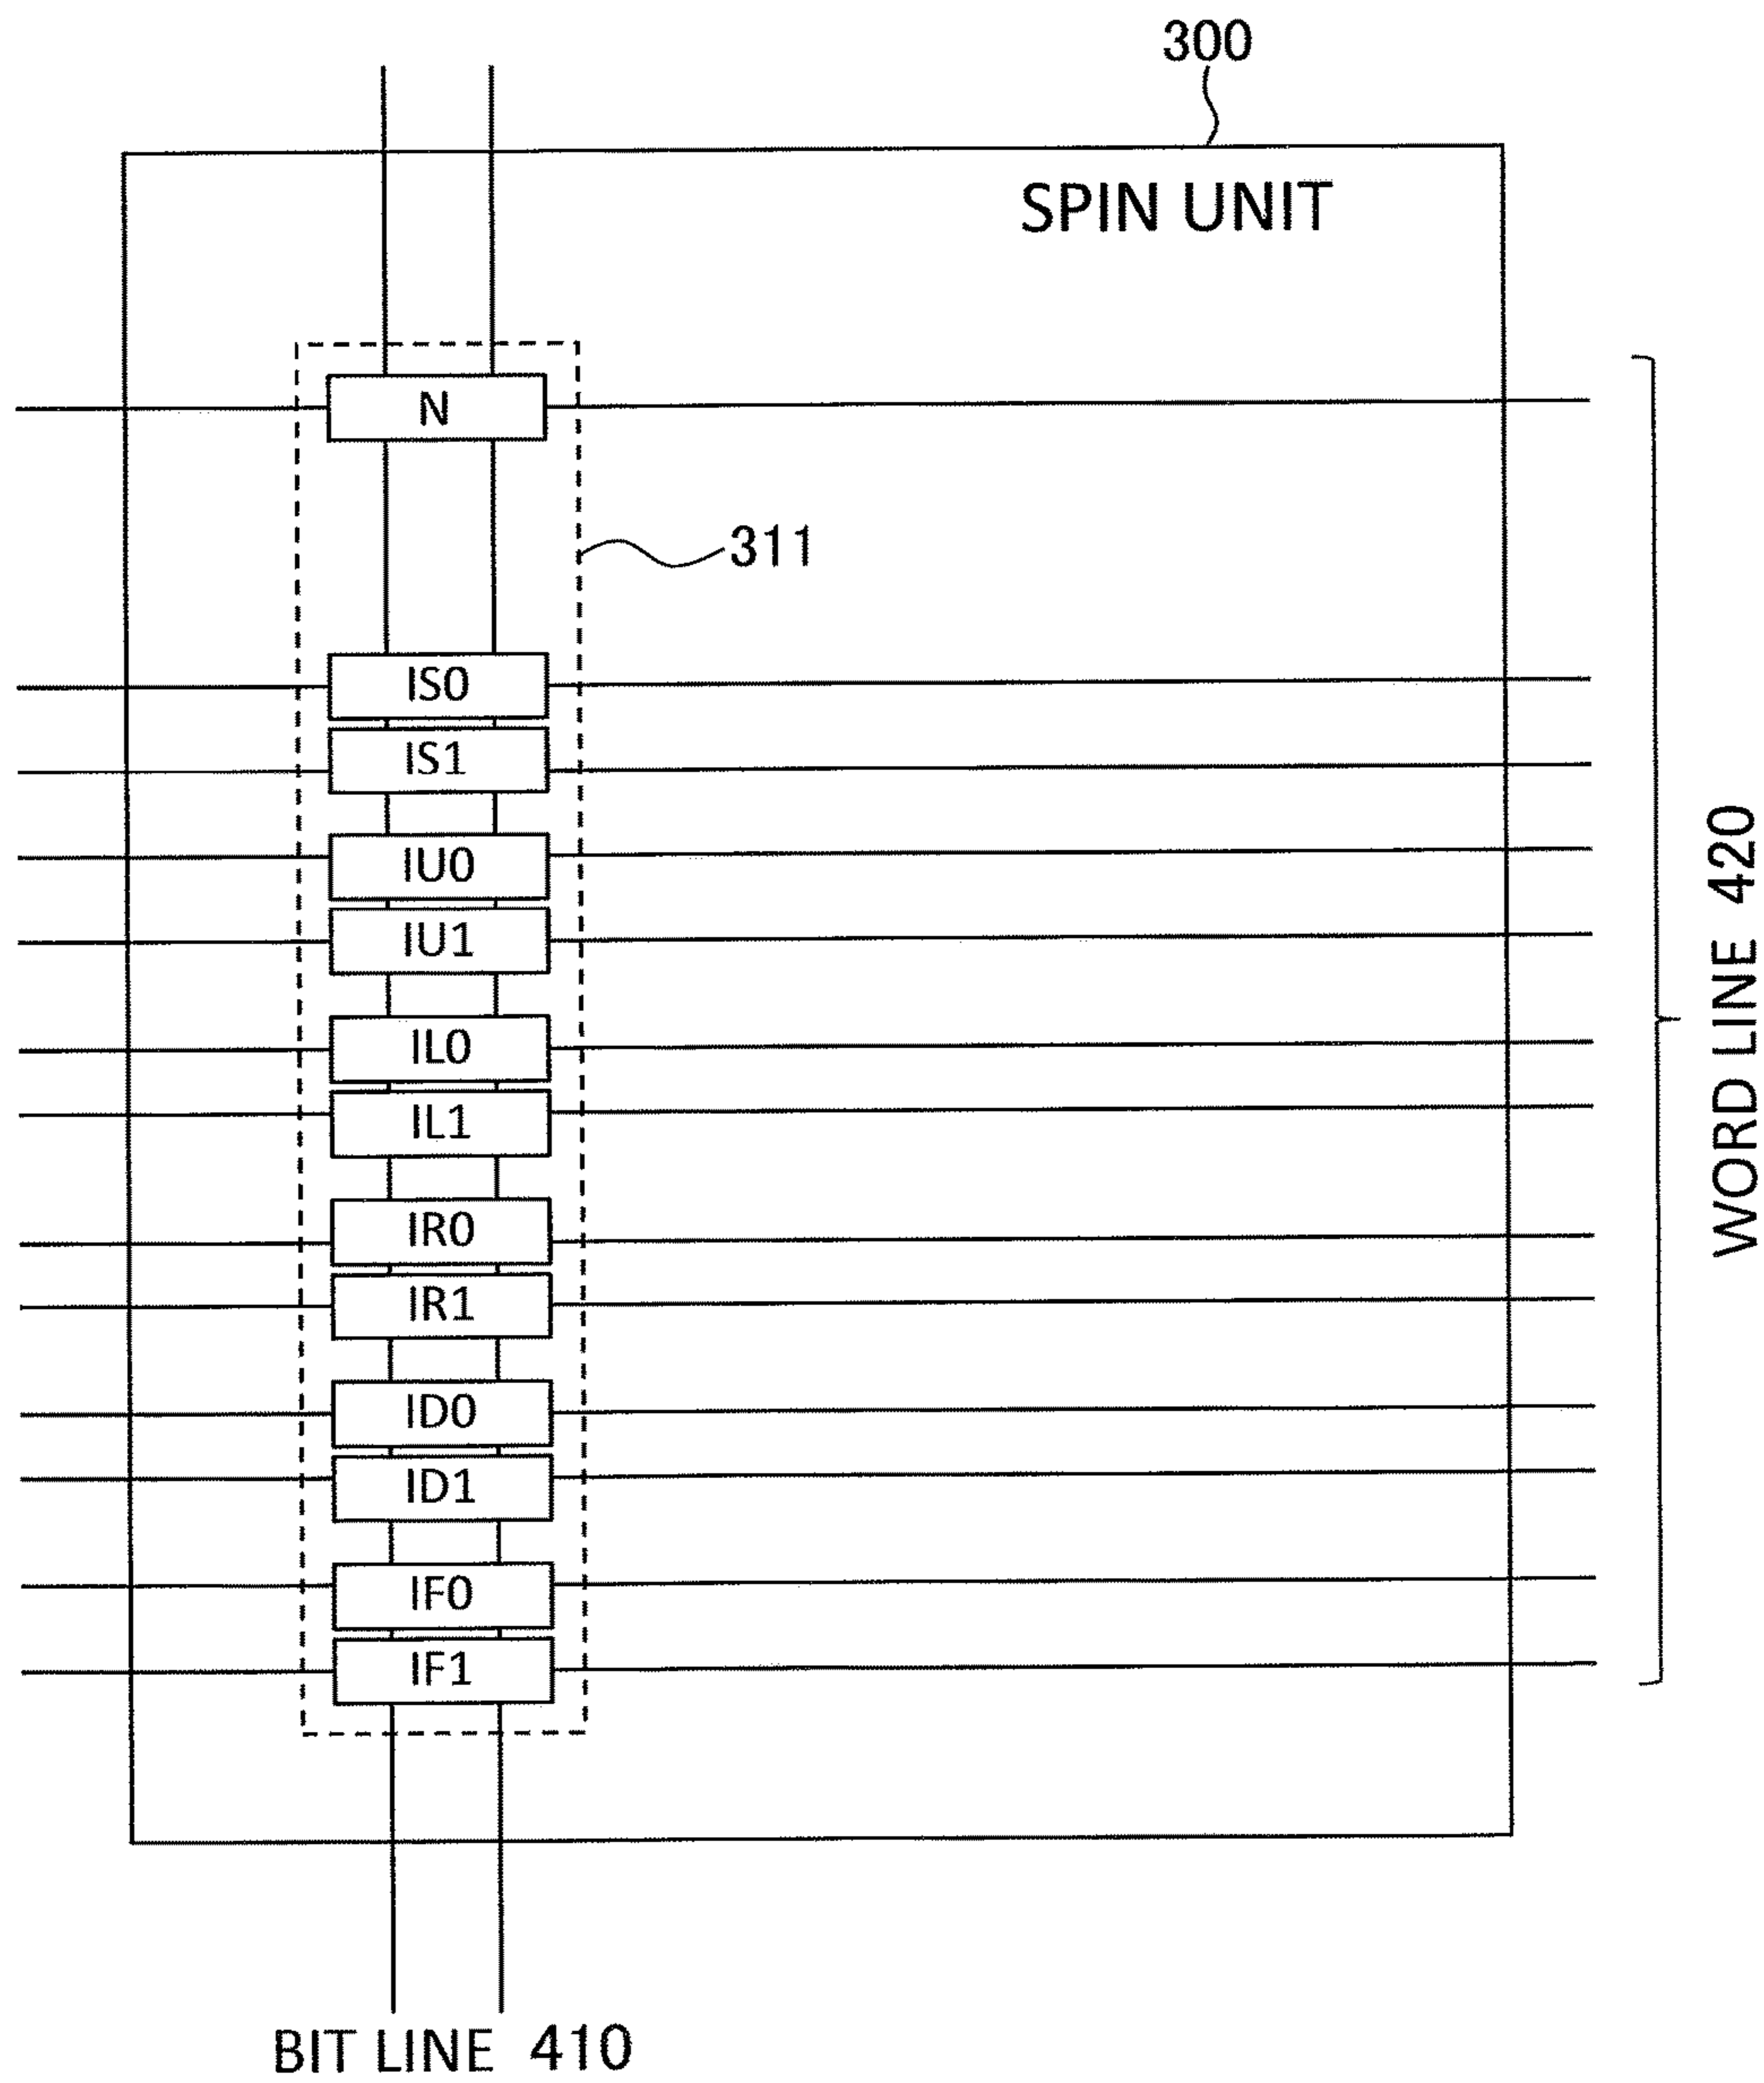 300
SPIN UNIT
N
311
IS0
IS1
IU0
IU1
IL0
IL1
IR0
IR1
ID0
ID1
IF0
IF1
WORD LINE 420
BIT LINE 410